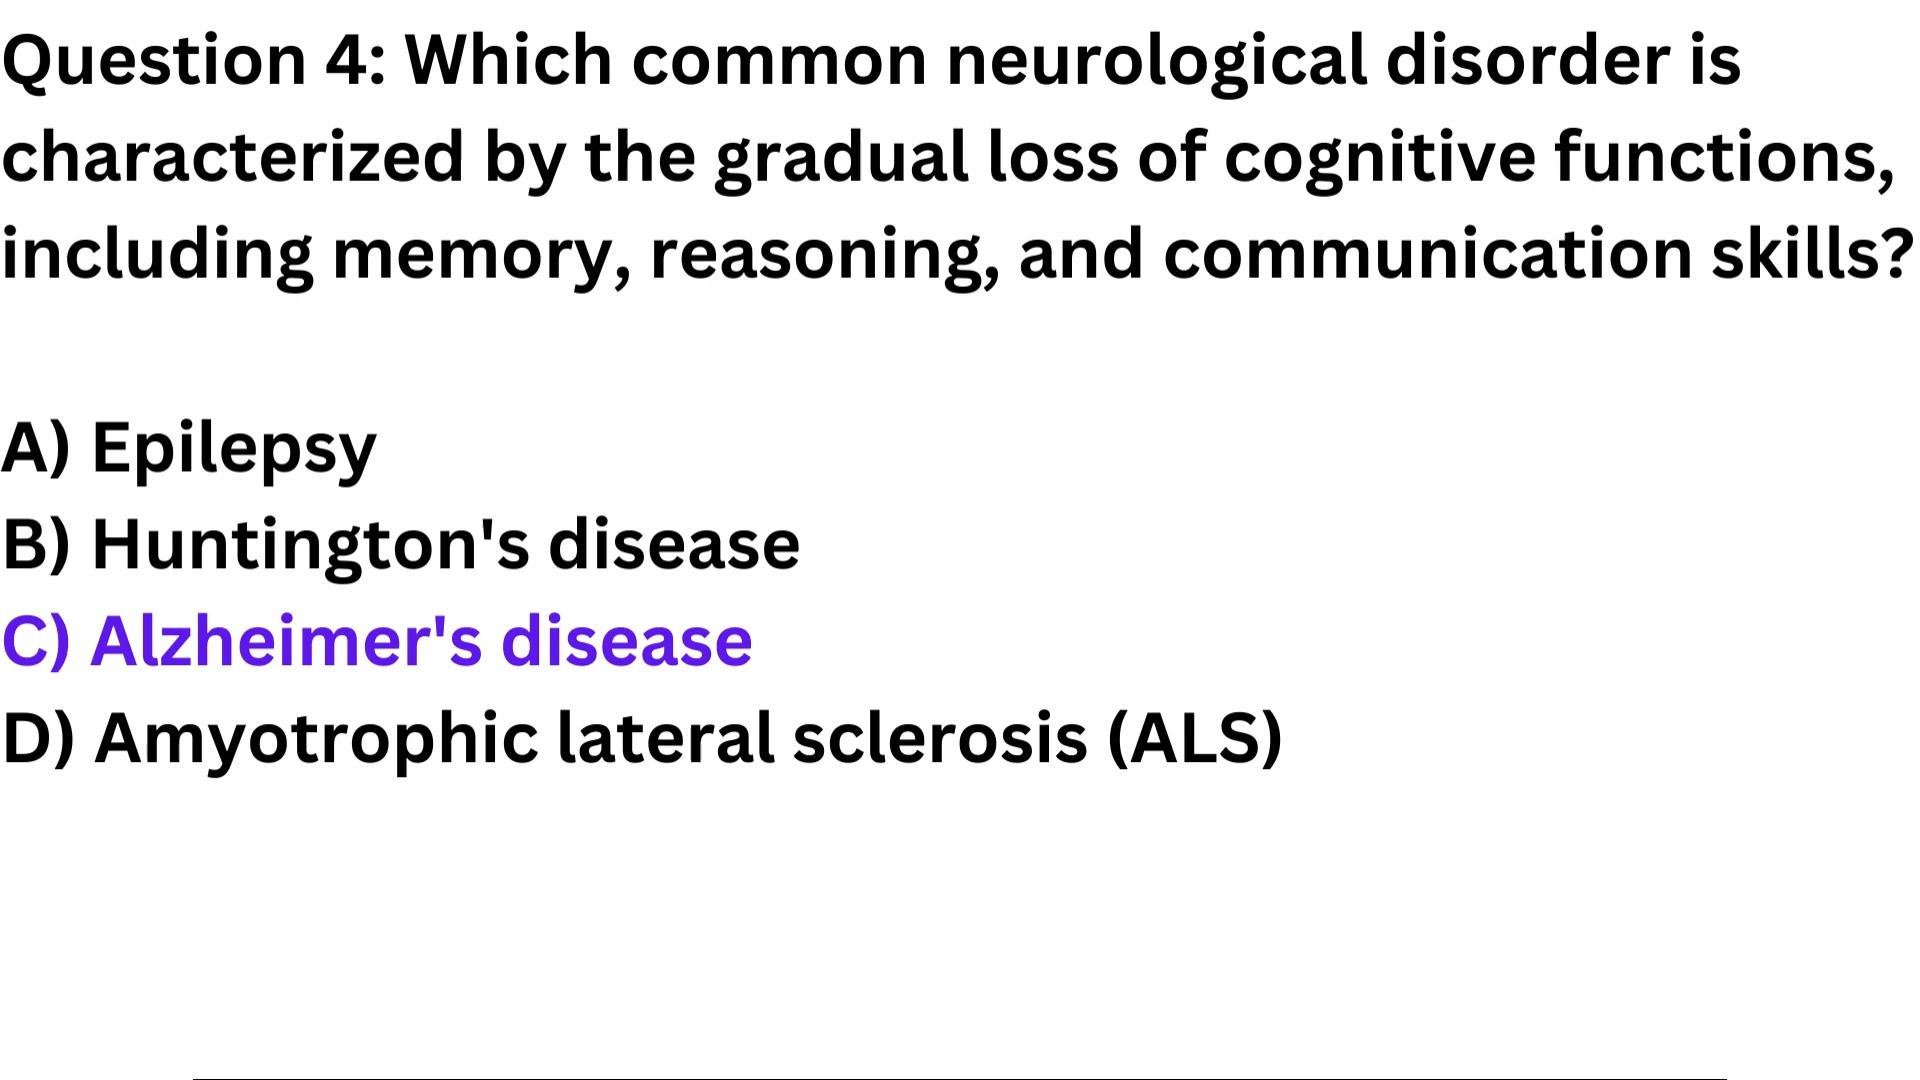 Question 4: Which common neurological disorder is
characterized by the gradual loss of cognitive functions,
including memory, reasoning, and communication skills?
A) Epilepsy
B) Huntington's disease
C) Alzheimer's disease
D) Amyotrophic lateral sclerosis (ALS)